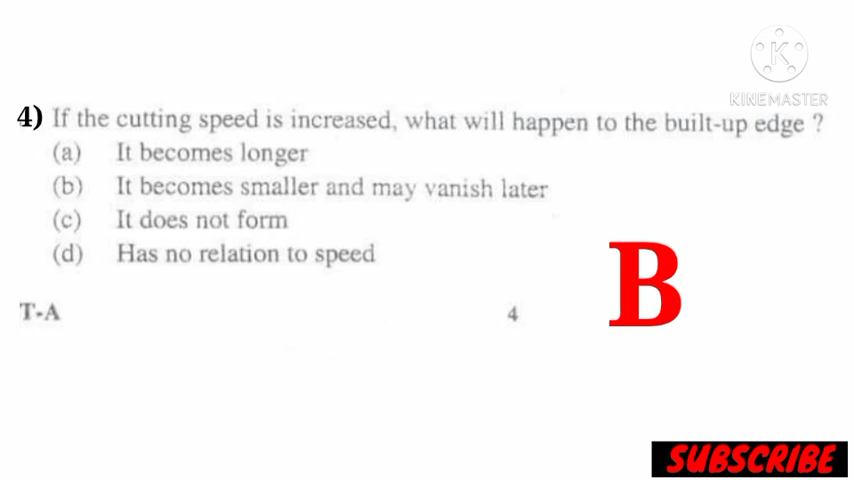 K
KINEMASTER
4) If the cutting speed is increased, what will happen to the built-up edge ?
(a) It becomes longer
(b) It becomes smaller and may vanish later
(c) It does not form
(d) Has no relation to speed
B
T-A 4
SUBSCRIBE